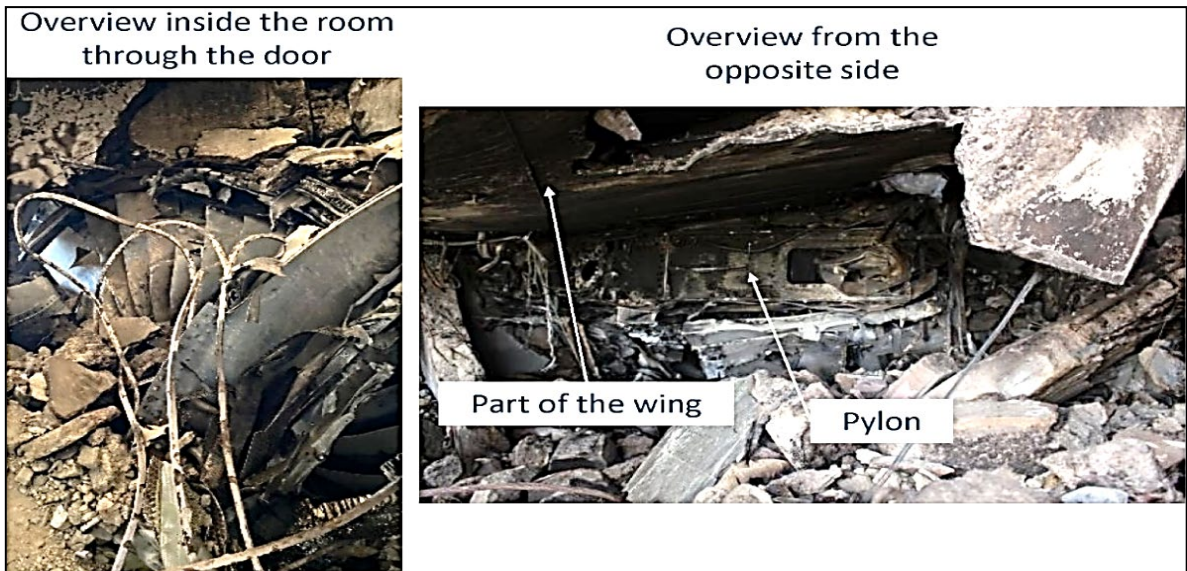 Overview inside the room
through the door
Overview from the
opposite side
Part of the wing
Pylon